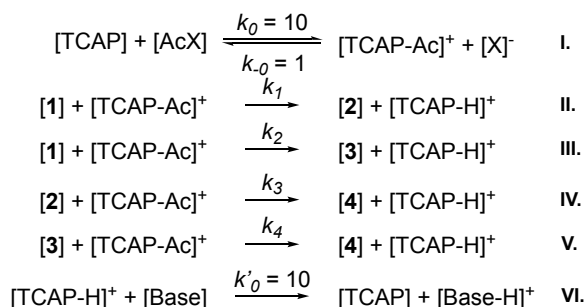 [TCAP] + [AcX] k0 = 10 k-0 = 1 [TCAP-Ac]+ + [X]- I.
[1] + [TCAP-Ac]+ k1 [2] + [TCAP-H]+ II.
[1] + [TCAP-Ac]+ k2 [3] + [TCAP-H]+ III.
[2] + [TCAP-Ac]+ k3 [4] + [TCAP-H]+ IV.
[3] + [TCAP-Ac]+ k4 [4] + [TCAP-H]+ V.
[TCAP-H]+ + [Base] k'0 = 10 [TCAP] + [Base-H]+ VI.